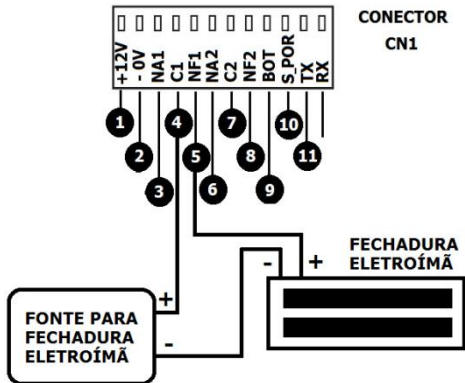 CONECTOR
CN1
+12V
- 0V
NA1
C1
NF1
NA2
C2
NF2
BOT
S_POR
TX
RX
1
2
3
4
5
6
7
8
9
10
11
FECHADURA
ELETROÍMÃ
- +
FONTE PARA
FECHADURA
ELETROÍMÃ
+
-